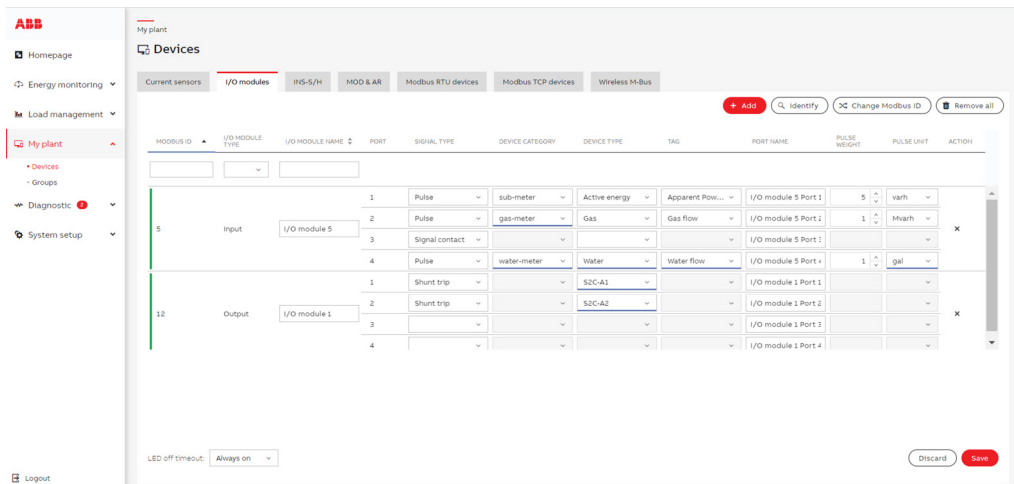 ABB
Homepage
Energy monitoring
Load management
My plant
Devices
Groups
Diagnostic 2
System setup
Logout
My plant
Devices
Current sensors I/O modules INS-S/H MOD & AR Modbus RTU devices Modbus TCP devices Wireless M-Bus
+ Add Identify Change Modbus ID Remove all
MODBUS ID I/O MODULE TYPE I/O MODULE NAME PORT SIGNAL TYPE DEVICE CATEGORY DEVICE TYPE TAG PORT NAME PULSE WEIGHT PULSE UNIT ACTION
5 Input I/O module 5
1 Pulse sub-meter Active energy Apparent Pow... I/O module 5 Port 1 5 varh
2 Pulse gas-meter Gas Gas flow I/O module 5 Port 1 Mvarh
3 Signal contact I/O module 5 Port
4 Pulse water-meter Water Water flow I/O module 5 Port 1 gal
×
12 Output I/O module 1
1 Shunt trip S2C-A1 I/O module 1 Port 1
2 Shunt trip S2C-A2 I/O module 1 Port
3 I/O module 1 Port
4 I/O module 1 Port 4
×
LED off timeout: Always on
Discard Save